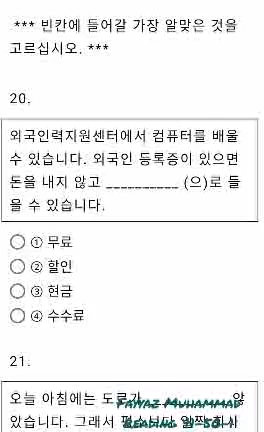 *** 빈칸에 들어갈 가장 알맞은 것을
고르십시오. ***
20.
외국인력지원센터에서 컴퓨터를 배울
수 있습니다. 외국인 등록증이 있으면
돈을 내지 않고 __________ (으)로 들
을 수 있습니다.
① 무료
② 할인
③ 현금
④ 수수료
21.
오늘 아침에는 도로가 않
았습니다. 그래서
FAWAZ MUHAMMAD
READING